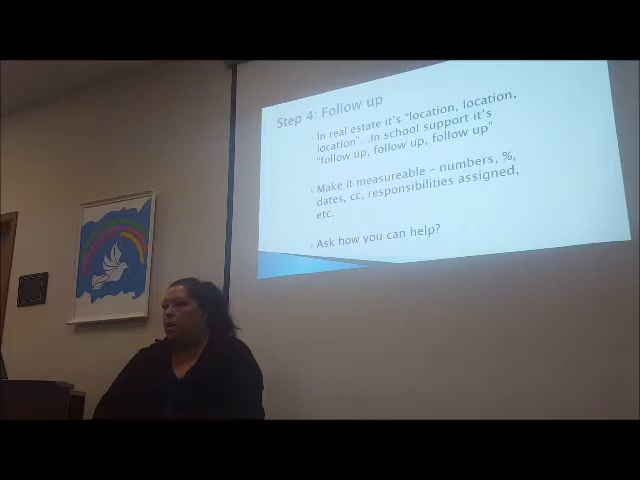 Step 4: Follow up
In real estate it's "location, location,
location"...In school support it's
"follow up, follow up, follow up"
Make it measureable – numbers, %,
dates, cc, responsibilities assigned,
etc.
Ask how you can help?